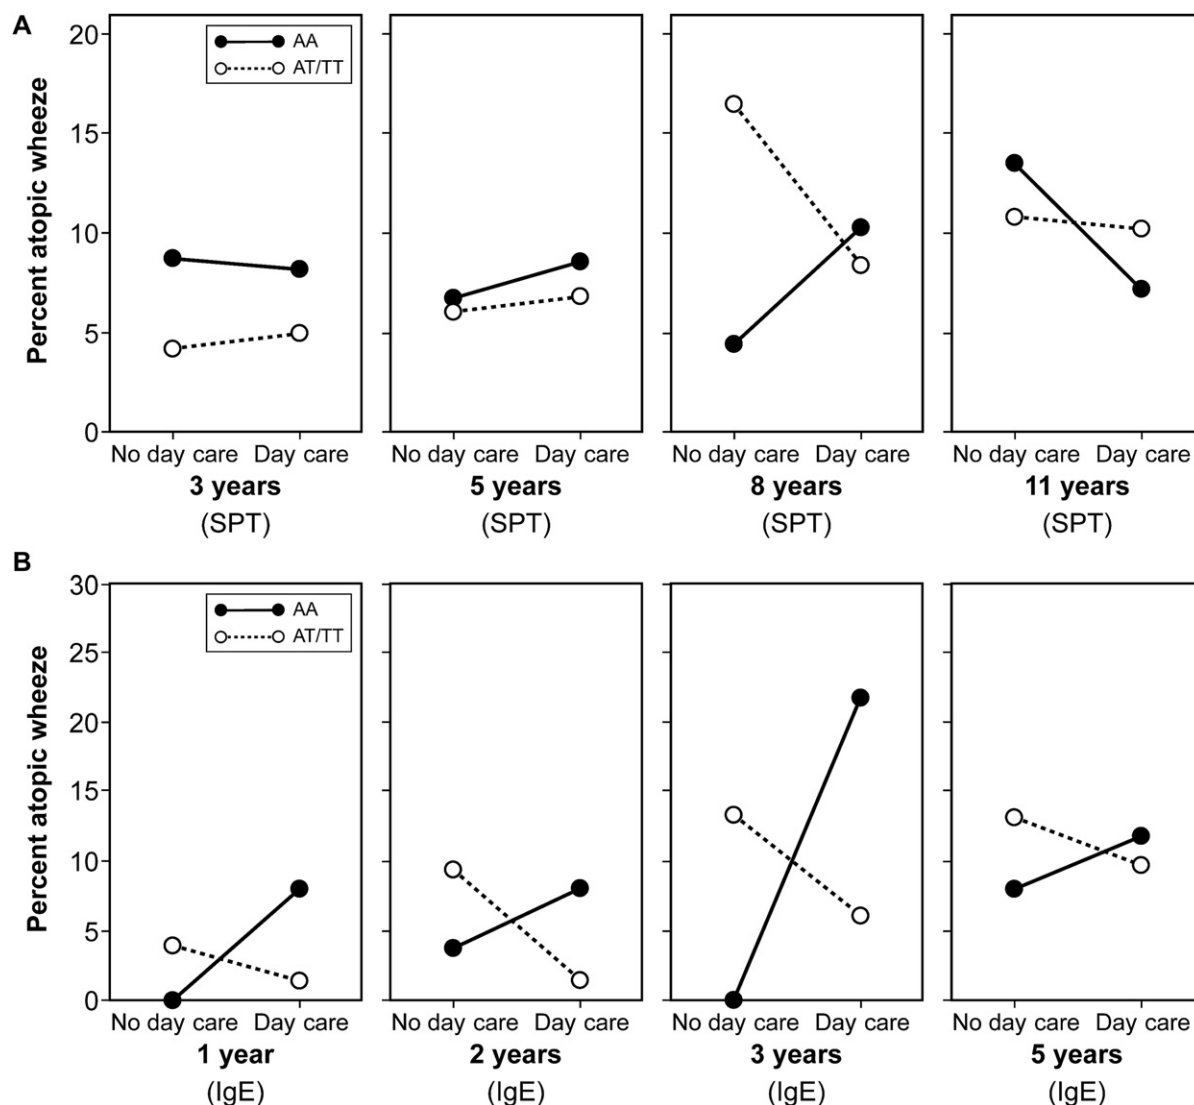 A
Percent atopic wheeze
20
15
10
5
0
AA
AT/TT
No day care Day care
3 years
(SPT)
No day care Day care
5 years
(SPT)
No day care Day care
8 years
(SPT)
No day care Day care
11 years
(SPT)
B
Percent atopic wheeze
30
25
20
15
10
5
0
AA
AT/TT
No day care Day care
1 year
(IgE)
No day care Day care
2 years
(IgE)
No day care Day care
3 years
(IgE)
No day care Day care
5 years
(IgE)